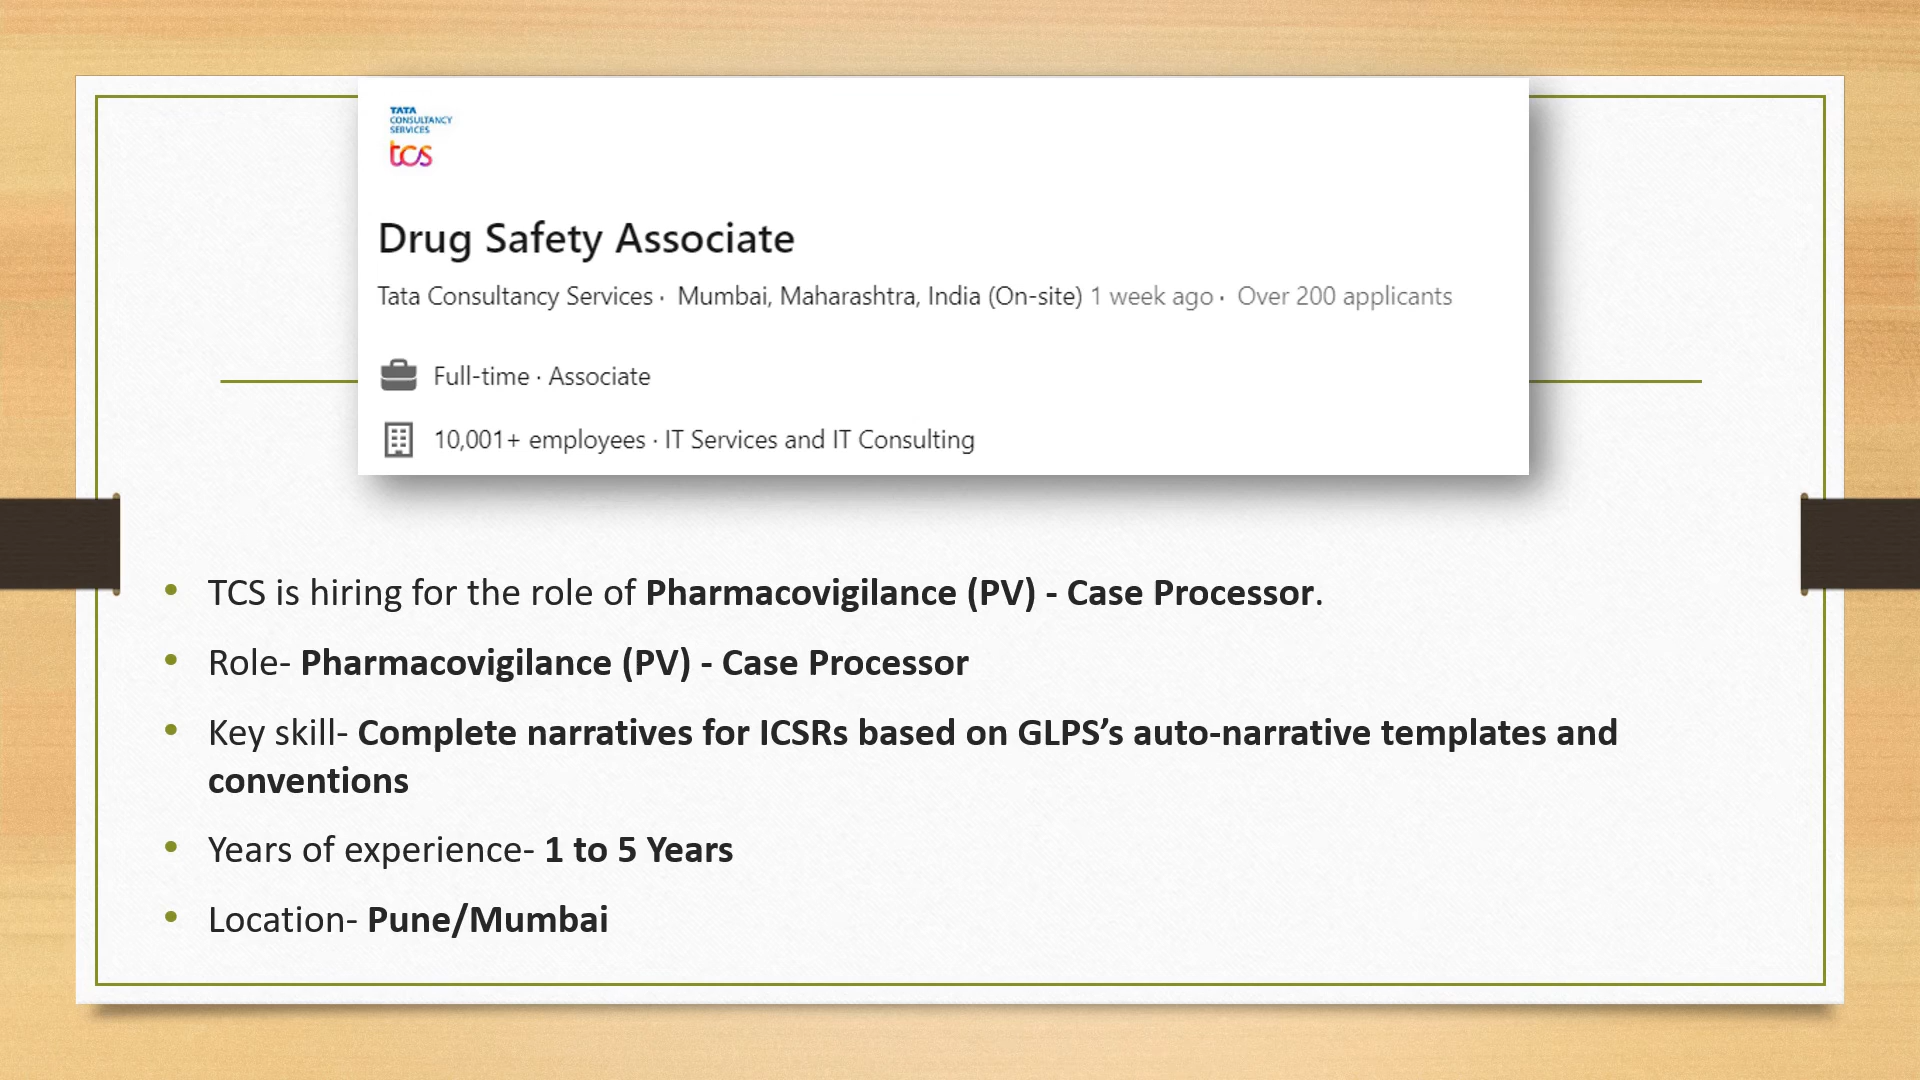 TATA
CONSULTANCY
SERVICES
tcs
Drug Safety Associate
Tata Consultancy Services · Mumbai, Maharashtra, India (On-site) 1 week ago · Over 200 applicants
Full-time · Associate
10,001+ employees · IT Services and IT Consulting
• TCS is hiring for the role of Pharmacovigilance (PV) - Case Processor.
• Role- Pharmacovigilance (PV) - Case Processor
• Key skill- Complete narratives for ICSRs based on GLPS’s auto-narrative templates and
conventions
• Years of experience- 1 to 5 Years
• Location- Pune/Mumbai